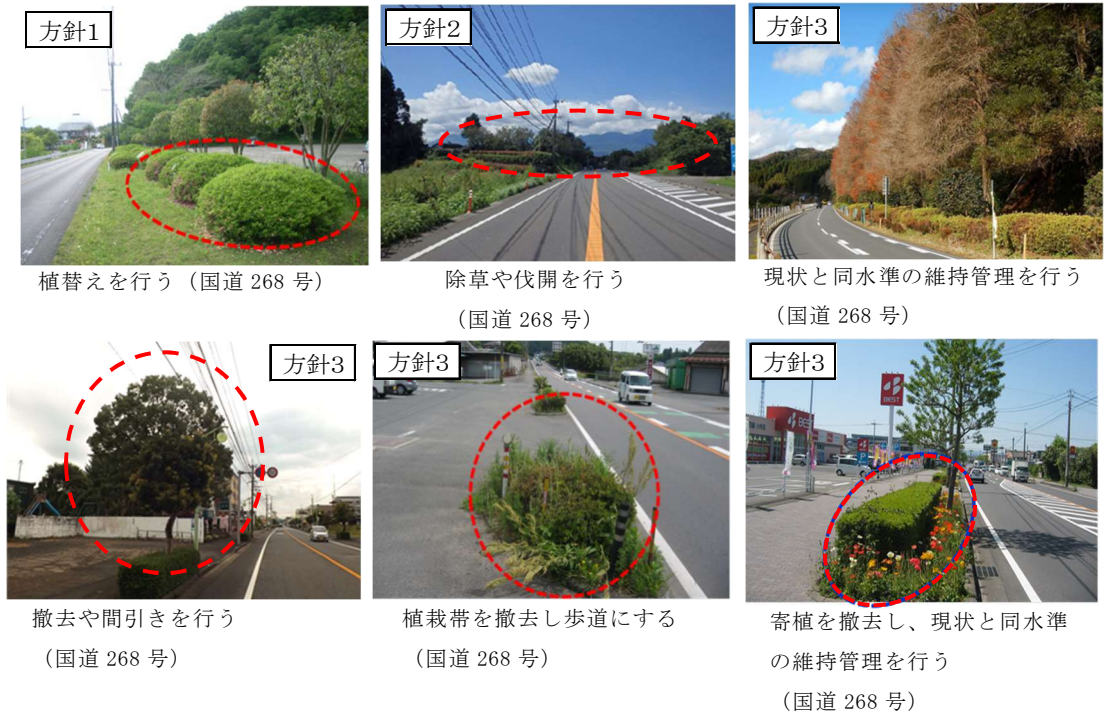 方針1
植替えを行う（国道 268 号）
方針2
除草や伐開を行う
（国道 268 号）
方針3
現状と同水準の維持管理を行う
（国道 268 号）
方針3
撤去や間引きを行う
（国道 268 号）
方針3
植栽帯を撤去し歩道にする
（国道 268 号）
方針3
BEST
BEST
寄植を撤去し、現状と同水準
の維持管理を行う
（国道 268 号）